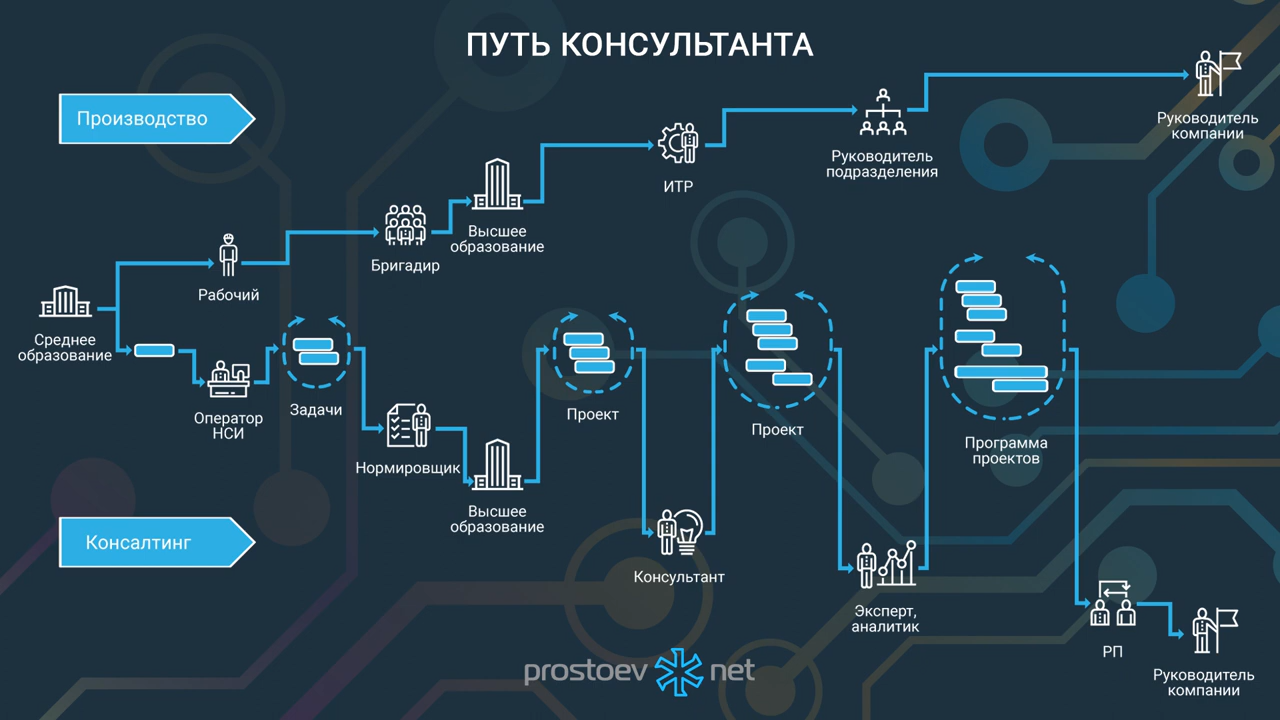 ПУТЬ КОНСУЛЬТАНТА
Производство
Руководитель
компании
Руководитель
подразделения
ИТР
Высшее
образование
Бригадир
Рабочий
Среднее
образование
Оператор
НСИ
Задачи
Нормировщик
Высшее
образование
Проект
Консультант
Проект
Эксперт,
аналитик
Программа
проектов
РП
Руководитель
компании
Консалтинг
prostoev net